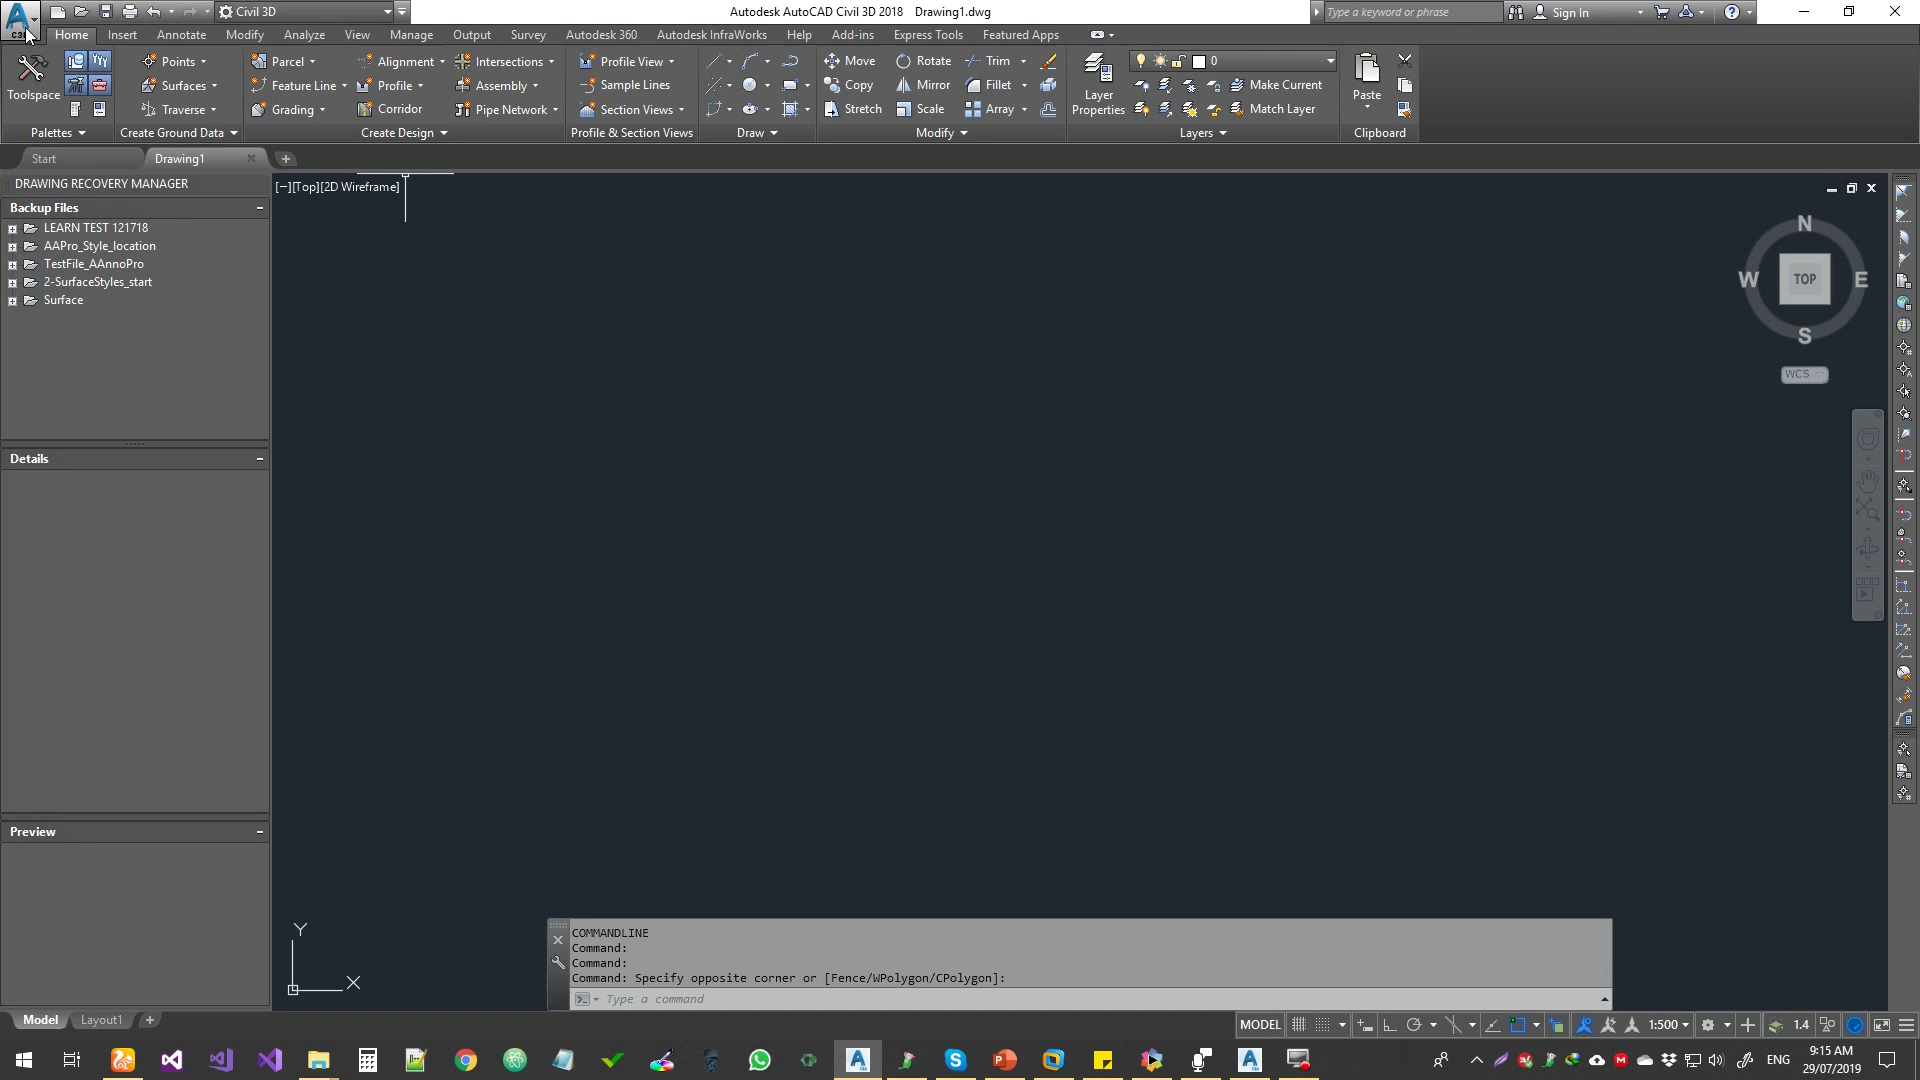 Civil 3D
Autodesk AutoCAD Civil 3D 2018 Drawing1.dwg
Type a keyword or phrase
Sign In
C3D
Home Insert Annotate Modify Analyze View Manage Output Survey Autodesk 360 Autodesk InfraWorks Help Add-ins Express Tools Featured Apps
Points Parcel Alignment Intersections Profile View Move Rotate Trim 0
Toolspace Surfaces Feature Line Profile Assembly Sample Lines Copy Mirror Fillet Layer Properties Make Current Paste
Traverse Grading Corridor Pipe Network Section Views Stretch Scale Array Match Layer
Palettes Create Ground Data Create Design Profile & Section Views Draw Modify Layers Clipboard
Start Drawing1
DRAWING RECOVERY MANAGER
[−][Top][2D Wireframe]
Backup Files
LEARN TEST 121718
AAPro_Style_location
TestFile_AAnnoPro
2-SurfaceStyles_start
Surface
N
W TOP E
S
WCS
Details
Preview
Y
X
COMMANDLINE
Command:
Command:
Command: Specify opposite corner or [Fence/WPolygon/CPolygon]:
Type a command
Model Layout1
MODEL 1:500 1.4
ENG
9:15 AM
29/07/2019